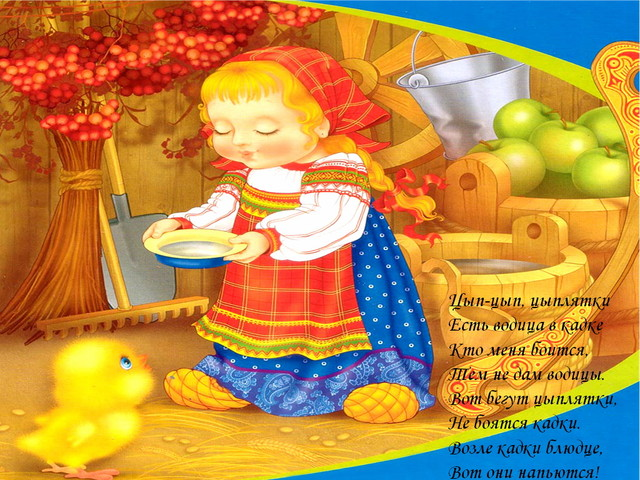 Цып-цып, цыплятки
Есть водица в кадке
Кто меня боится,
Тем не дам водицы.
Вот бегут цыплятки,
Не боятся кадки.
Возле кадки блюдце,
Вот они напьются!